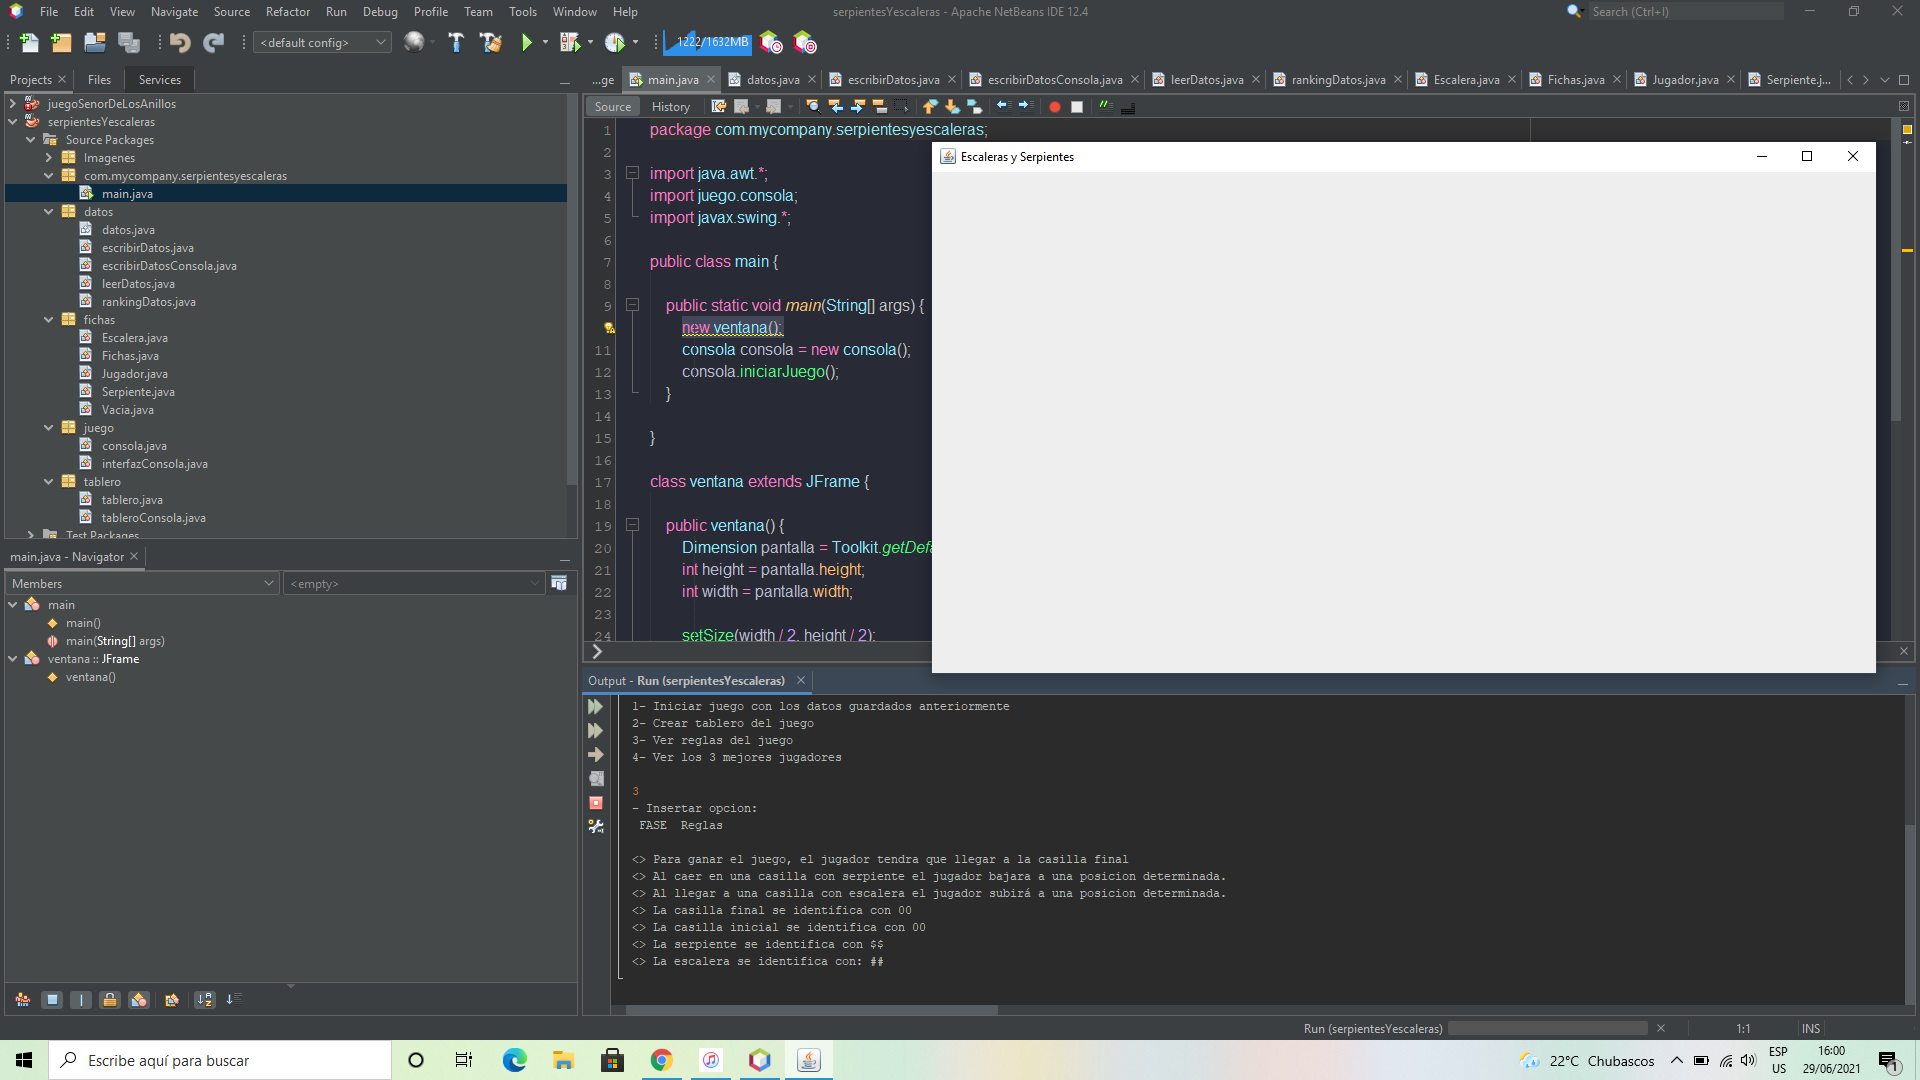 File Edit View Navigate Source Refactor Run Debug Profile Team Tools Window Help
serpientesYescaleras - Apache NetBeans IDE 12.4
Search (Ctrl+I)
<default config>
1222/1632MB
Projects Files Services
juegoSenorDeLosAnillos
serpientesYescaleras
Source Packages
Imagenes
com.mycompany.serpientesyescaleras
main.java
datos
datos.java
escribirDatos.java
escribirDatosConsola.java
leerDatos.java
rankingDatos.java
fichas
Escalera.java
Fichas.java
Jugador.java
Serpiente.java
Vacia.java
juego
consola.java
interfazConsola.java
tablero
tablero.java
tableroConsola.java
Test Packages
main.java - Navigator
Members
<empty>
main
main()
main(String[] args)
ventana :: JFrame
ventana()
...ge main.java datos.java escribirDatos.java escribirDatosConsola.java leerDatos.java rankingDatos.java Escalera.java Fichas.java Jugador.java Serpiente.j...
Source History
1 package com.mycompany.serpientesyescaleras;
2
3 import java.awt.*;
4 import juego.consola;
5 import javax.swing.*;
6
7 public class main {
8
9 public static void main(String[] args) {
new ventana();
11 consola consola = new consola();
12 consola.iniciarJuego();
13 }
14
15 }
16
17 class ventana extends JFrame {
18
19 public ventana() {
20 Dimension pantalla = Toolkit.getDefa
21 int height = pantalla.height;
22 int width = pantalla.width;
23
24 setSize(width / 2, height / 2);
Escaleras y Serpientes
Output - Run (serpientesYescaleras)
1- Iniciar juego con los datos guardados anteriormente
2- Crear tablero del juego
3- Ver reglas del juego
4- Ver los 3 mejores jugadores
3
- Insertar opcion:
FASE Reglas
<> Para ganar el juego, el jugador tendra que llegar a la casilla final
<> Al caer en una casilla con serpiente el jugador bajara a una posicion determinada.
<> Al llegar a una casilla con escalera el jugador subirá a una posicion determinada.
<> La casilla final se identifica con 00
<> La casilla inicial se identifica con 00
<> La serpiente se identifica con $$
<> La escalera se identifica con: ##
Run (serpientesYescaleras)
1:1
INS
Escribe aquí para buscar
22°C Chubascos
ESP
US
16:00
29/06/2021
1